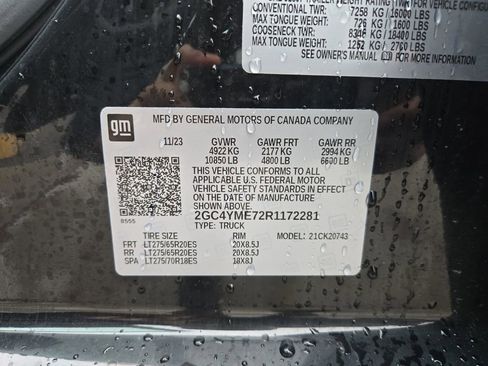 CONVENTIONAL TWR: 7258 KG / 16000 LBS
MAX TONGUE WEIGHT: 726 KG / 1600 LBS
GOOSENECK TWR: 8346 KG / 18400 LBS
MAX TONGUE WEIGHT: 1252 KG / 2760 LBS
SEE OWNER'S MANUAL FOR MORE INFORMATION
gm
MFD BY GENERAL MOTORS OF CANADA COMPANY
11/23 GVWR GAWR FRT GAWR RR
4922 KG 2177 KG 2994 KG
10850 LB 4800 LB 6600 LB
THIS VEHICLE CONFORMS TO ALL
APPLICABLE U.S. FEDERAL MOTOR
VEHICLE SAFETY STANDARDS IN EFFECT
ON THE DATE OF MANUFACTURE
SHOWN ABOVE.
8555 2GC4YME72R1172281
TYPE: TRUCK
TIRE SIZE RIM MODEL: 21CK20743
FRT LT275/65R20ES 20X8.5J
RR LT275/65R20ES 20X8.5J
SPA LT275/70R18ES 18X8J